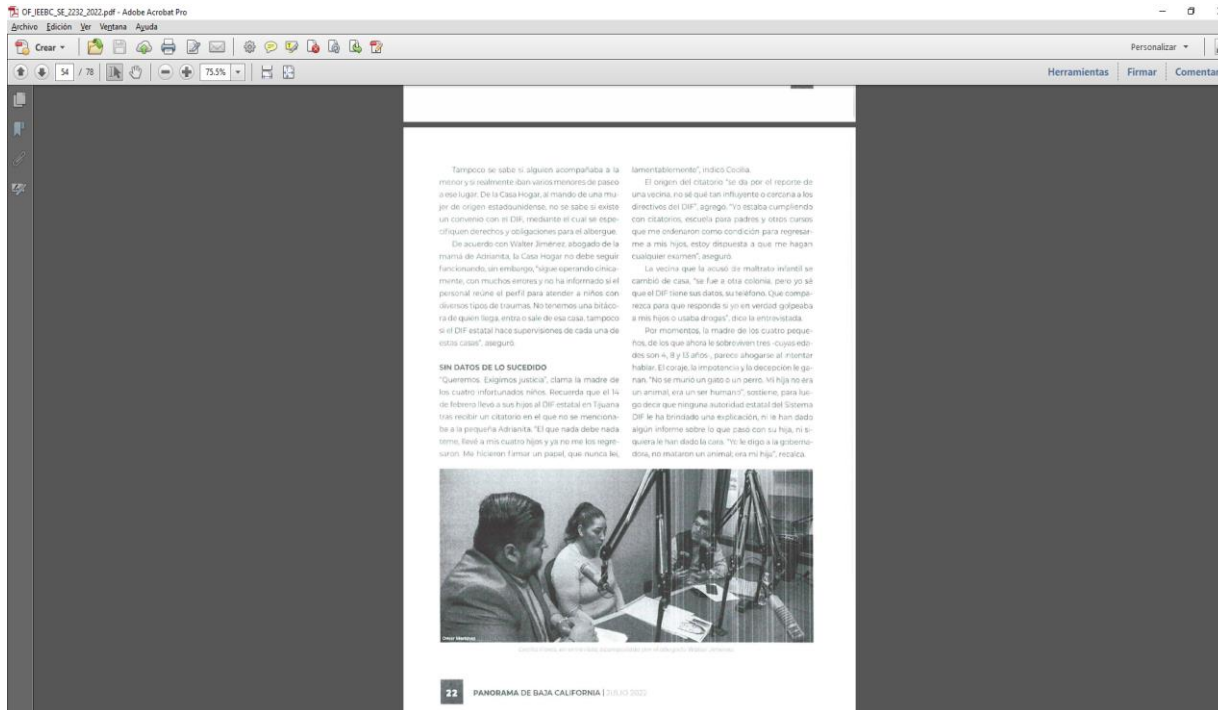 OF_IEEBC_SE_2232_2022.pdf - Adobe Acrobat Pro
Archivo Edición Ver Ventana Ayuda
Crear
Personalizar
54 / 78
75.5%
Herramientas Firmar Comentar
Tampoco se sabe si alguien acompañaba a la
menor y si realmente iban varios menores de paseo
a ese lugar. De la Casa Hogar, al mando de una mu-
jer de origen estadounidense, no se sabe si existe
un convenio con el DIF, mediante el cual se espe-
cifiquen derechos y obligaciones para el albergue.
De acuerdo con Walter Jiménez, abogado de la
mamá de Adrianita, la Casa Hogar no debe seguir
funcionando, sin embargo, "sigue operando cínica-
mente, con muchos errores y no ha informado si el
personal reúne el perfil para atender a niños con
diversos tipos de traumas. No tenemos una bitáco-
ra de quien llega, entra o sale de esa casa, tampoco
si el DIF estatal hace supervisiones de cada una de
estas casas", aseguró.
SIN DATOS DE LO SUCEDIDO
"Queremos. Exigimos justicia", clama la madre de
los cuatro infortunados niños. Recuerda que el 14
de febrero llevó a sus hijos al DIF estatal en Tijuana
tras recibir un citatorio en el que no se menciona-
ba a la pequeña Adrianita. "El que nada debe nada
teme, llevé a mis cuatro hijos y ya no me los regre-
saron. Me hicieron firmar un papel, que nunca leí,
lamentablemente", indicó Cecilia.
El origen del citatorio "se da por el reporte de
una vecina, no sé qué tan influyente o cercana a los
directivos del DIF", agregó. "Yo estaba cumpliendo
con citatorios, escuela para padres y otros cursos
que me ordenaron como condición para regresar-
me a mis hijos, estoy dispuesta a que me hagan
cualquier examen", aseguró.
La vecina que la acusó de maltrato infantil se
cambió de casa, "se fue a otra colonia, pero yo sé
que el DIF tiene sus datos, su teléfono. Que compa-
rezca para que responda si yo en verdad golpeaba
a mis hijos o usaba drogas", dice la entrevistada.
Por momentos, la madre de los cuatro peque-
ños, de los que ahora le sobreviven tres -cuyas eda-
des son 4, 8 y 13 años-, parece ahogarse al intentar
hablar. El coraje, la impotencia y la decepción le ga-
nan. "No se murió un gato o un perro. Mi hija no era
un animal, era un ser humano", sostiene, para lue-
go decir que ninguna autoridad estatal del Sistema
DIF le ha brindado una explicación, ni le han dado
algún informe sobre lo que pasó con su hija, ni si-
quiera le han dado la cara. "Yo le digo a la goberna-
dora, no mataron un animal, era mi hija", recalca.
Omar Martínez
22 PANORAMA DE BAJA CALIFORNIA | JULIO 2022